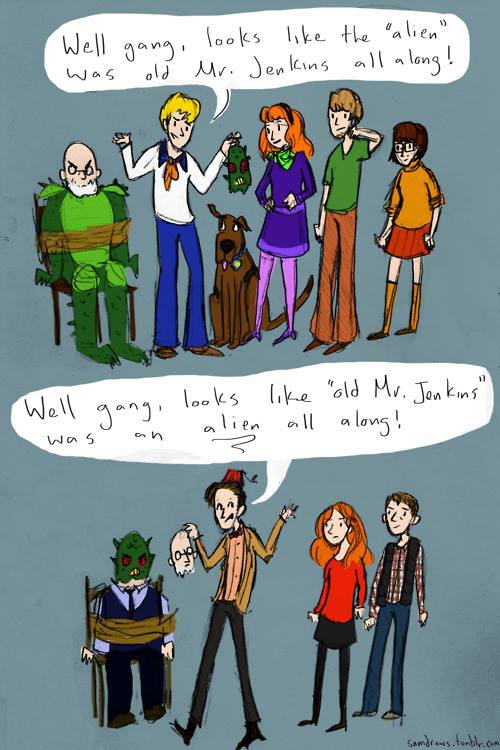 Well gang, looks like the "alien"
was old Mr. Jenkins all along!
Well gang, looks like "old Mr. Jenkins"
was an alien all along!
samdraws.tumblr.com